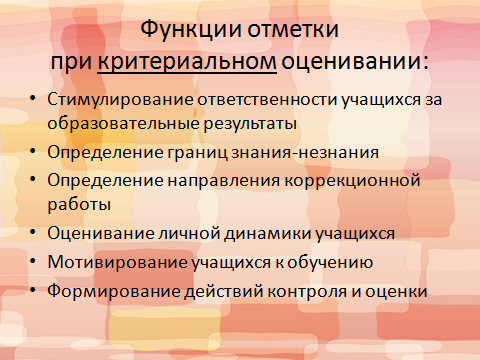 Функции отметки
при критериальном оценивании:
• Стимулирование ответственности учащихся за
образовательные результаты
• Определение границ знания-незнания
• Определение направления коррекционной
работы
• Оценивание личной динамики учащихся
• Мотивирование учащихся к обучению
• Формирование действий контроля и оценки